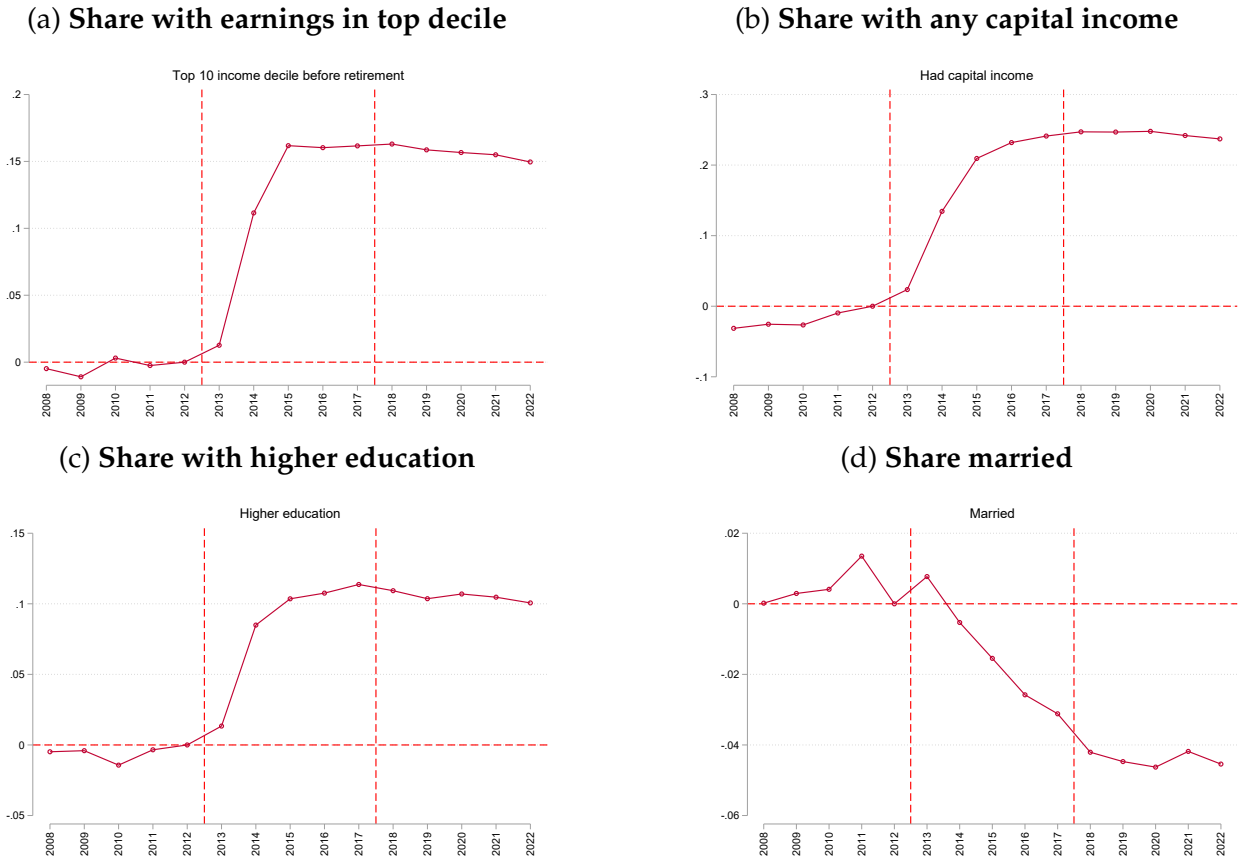 (a) Share with earnings in top decile
Top 10 income decile before retirement
.2
.15
.1
.05
0
2008 2009 2010 2011 2012 2013 2014 2015 2016 2017 2018 2019 2020 2021 2022
(b) Share with any capital income
Had capital income
.3
.2
.1
0
-.1
2008 2009 2010 2011 2012 2013 2014 2015 2016 2017 2018 2019 2020 2021 2022
(c) Share with higher education
Higher education
.15
.1
.05
0
-.05
2008 2009 2010 2011 2012 2013 2014 2015 2016 2017 2018 2019 2020 2021 2022
(d) Share married
Married
.02
0
-.02
-.04
-.06
2008 2009 2010 2011 2012 2013 2014 2015 2016 2017 2018 2019 2020 2021 2022